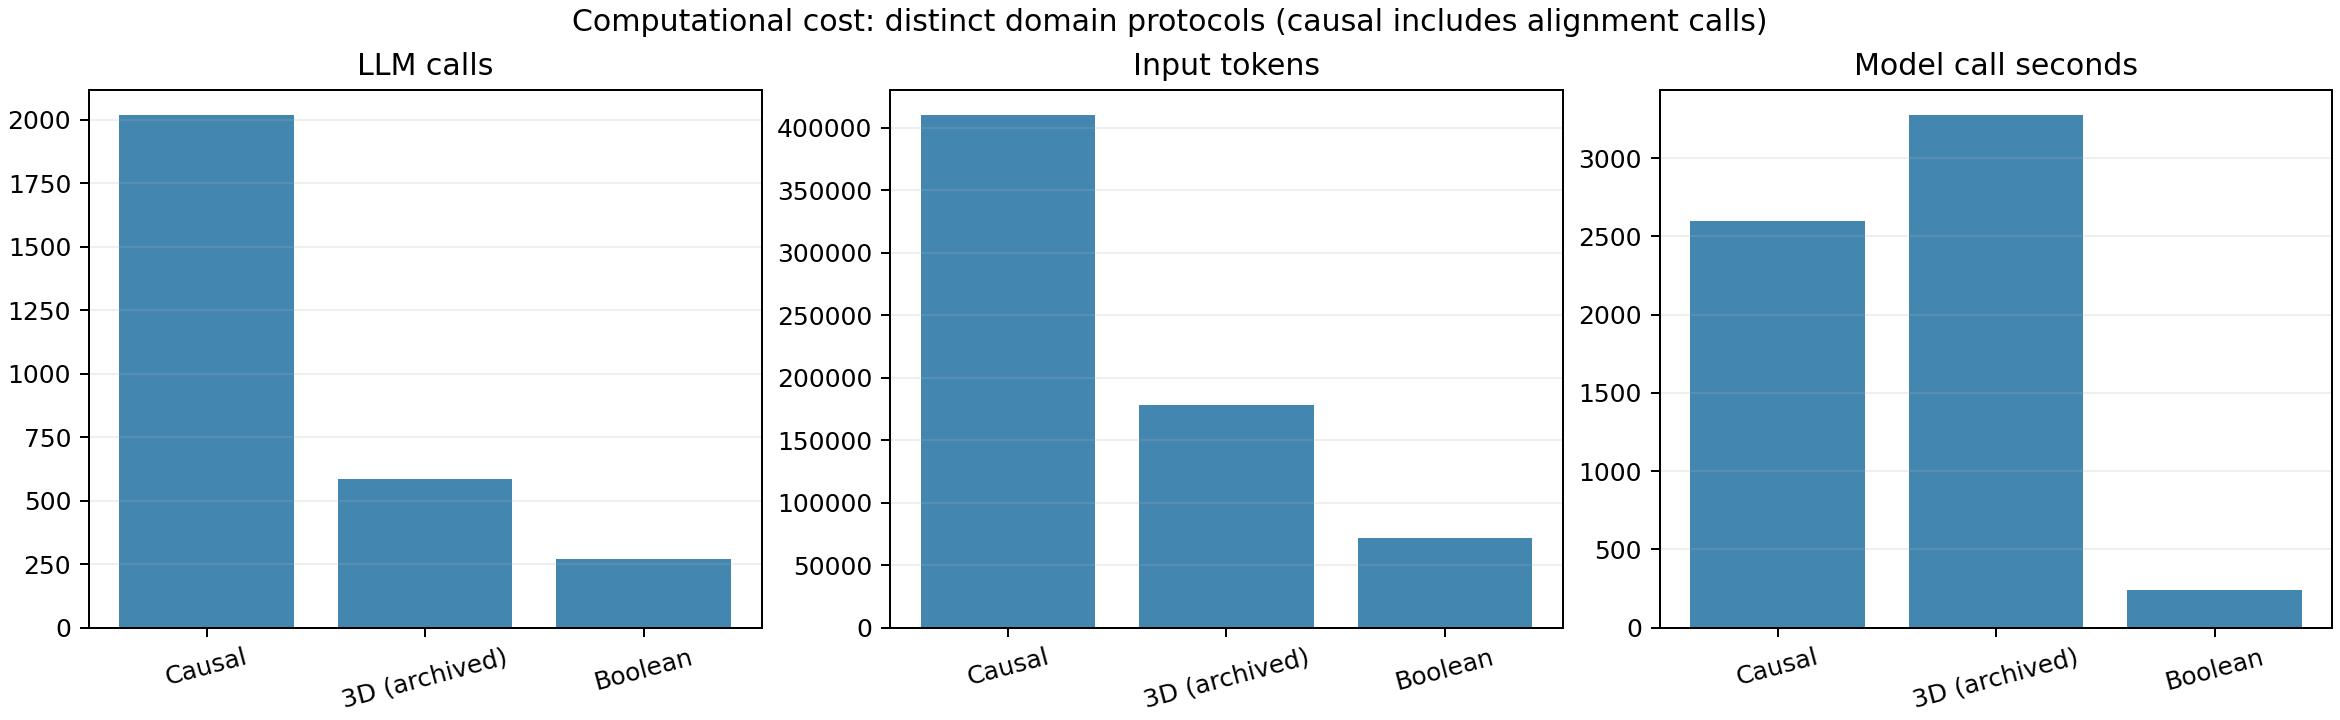 Computational cost: distinct domain protocols (causal includes alignment calls)
LLM calls
2000
1750
1500
1250
1000
750
500
250
0
Causal
3D (archived)
Boolean
Input tokens
400000
350000
300000
250000
200000
150000
100000
50000
0
Causal
3D (archived)
Boolean
Model call seconds
3000
2500
2000
1500
1000
500
0
Causal
3D (archived)
Boolean